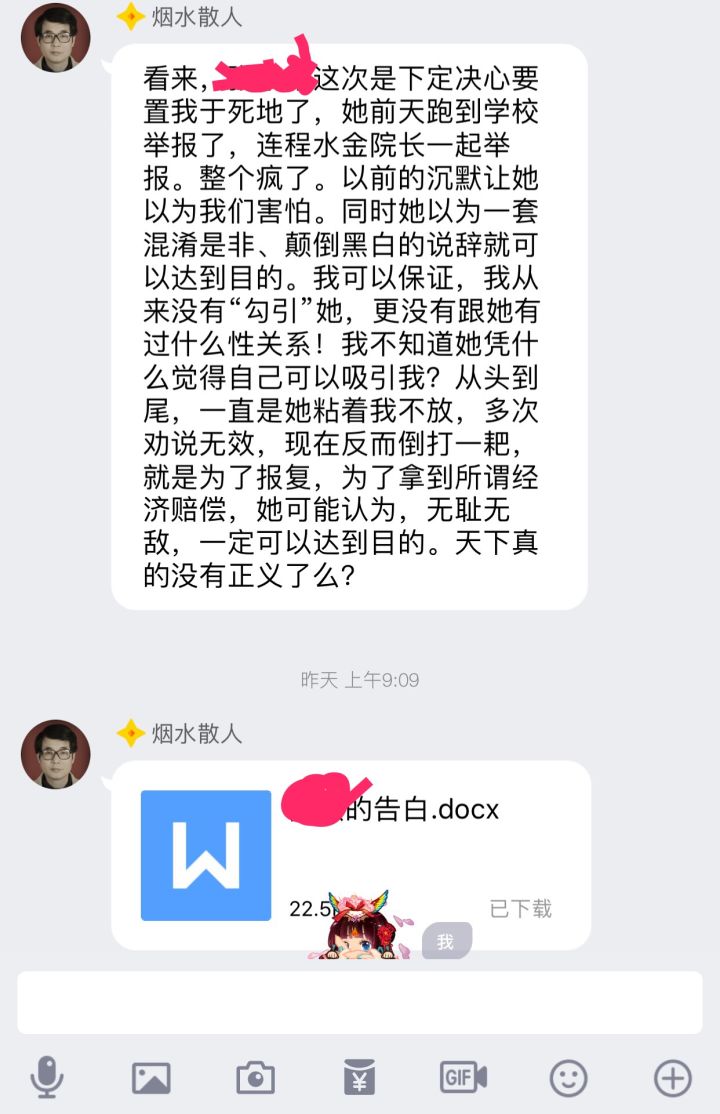 烟水散人
看来，这次是下定决心要
置我于死地了，她前天跑到学校
举报了，连程水金院长一起举
报。整个疯了。以前的沉默让她
以为我们害怕。同时她以为一套
混淆是非、颠倒黑白的说辞就可
以达到目的。我可以保证，我从
来没有“勾引”她，更没有跟她有
过什么性关系！我不知道她凭什
么觉得自己可以吸引我？从头到
尾，一直是她粘着我不放，多次
劝说无效，现在反而倒打一耙，
就是为了报复，为了拿到所谓经
济赔偿，她可能认为，无耻无
敌，一定可以达到目的。天下真
的没有正义了么？
昨天 上午9:09
烟水散人
的告白.docx
W
22.5
已下载
我
¥
GIF